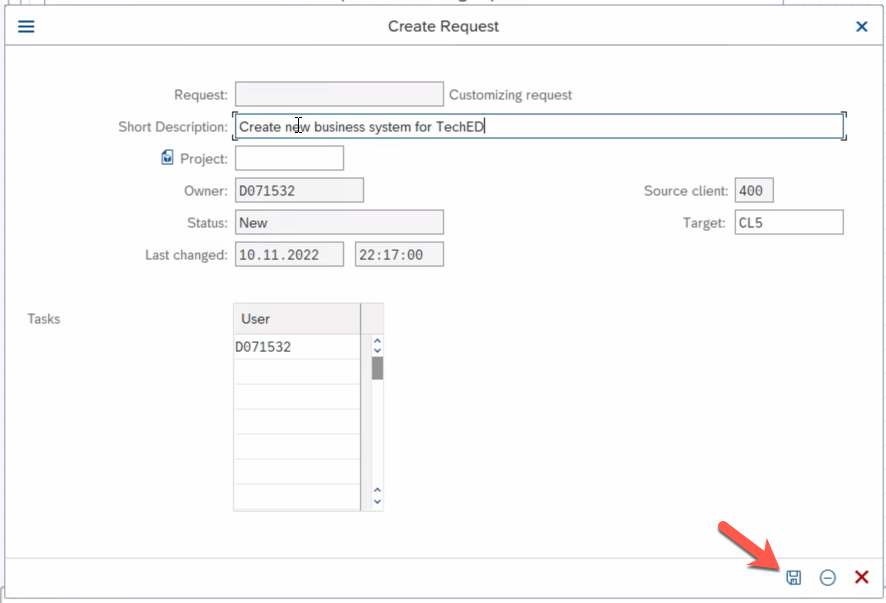 Create Request
Request: Customizing request
Short Description: Create new business system for TechED
Project:
Owner: D071532 Source client: 400
Status: New Target: CL5
Last changed: 10.11.2022 22:17:00
Tasks User
D071532